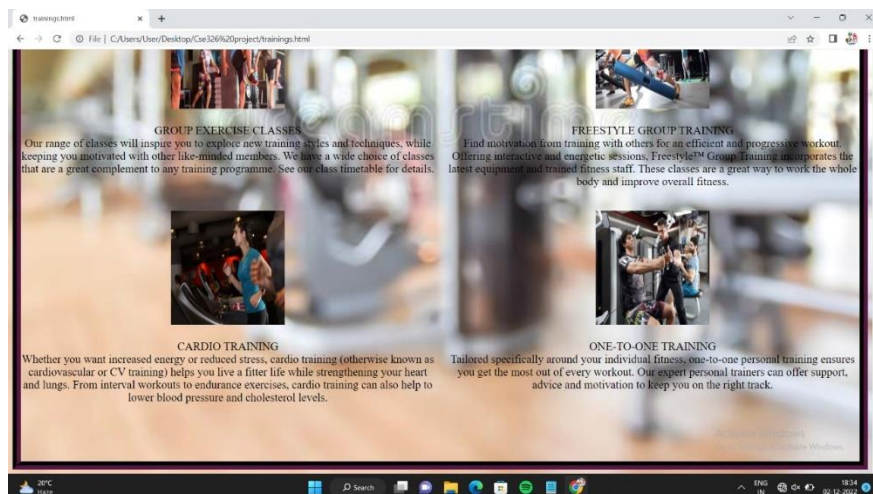 trainings.html
File | C:/Users/User/Desktop/Cse326%20project/trainings.html
GROUP EXERCISE CLASSES
Our range of classes will inspire you to explore new training styles and techniques, while
keeping you motivated with other like-minded members. We have a wide choice of classes
that are a great complement to any training programme. See our class timetable for details.
FREESTYLE GROUP TRAINING
Find motivation from training with others for an efficient and progressive workout.
Offering interactive and energetic sessions, Freestyle™ Group Training incorporates the
latest equipment and trained fitness staff. These classes are a great way to work the whole
body and improve overall fitness.
CARDIO TRAINING
Whether you want increased energy or reduced stress, cardio training (otherwise known as
cardiovascular or CV training) helps you live a fitter life while strengthening your heart
and lungs. From interval workouts to endurance exercises, cardio training can also help to
lower blood pressure and cholesterol levels.
ONE-TO-ONE TRAINING
Tailored specifically around your individual fitness, one-to-one personal training ensures
you get the most out of every workout. Our expert personal trainers can offer support,
advice and motivation to keep you on the right track.
Windows.
20°C
Haze
Search
ENG
IN
18:34
02-12-2022